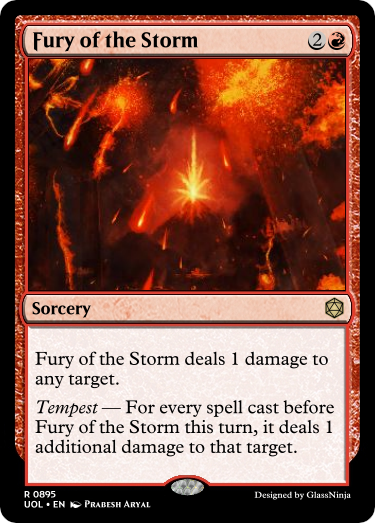 Fury of the Storm 2
Sorcery
Fury of the Storm deals 1 damage to
any target.
Tempest — For every spell cast before
Fury of the Storm this turn, it deals 1
additional damage to that target.
R 0895
UOL • EN Prabesh Aryal
Designed by GlassNinja